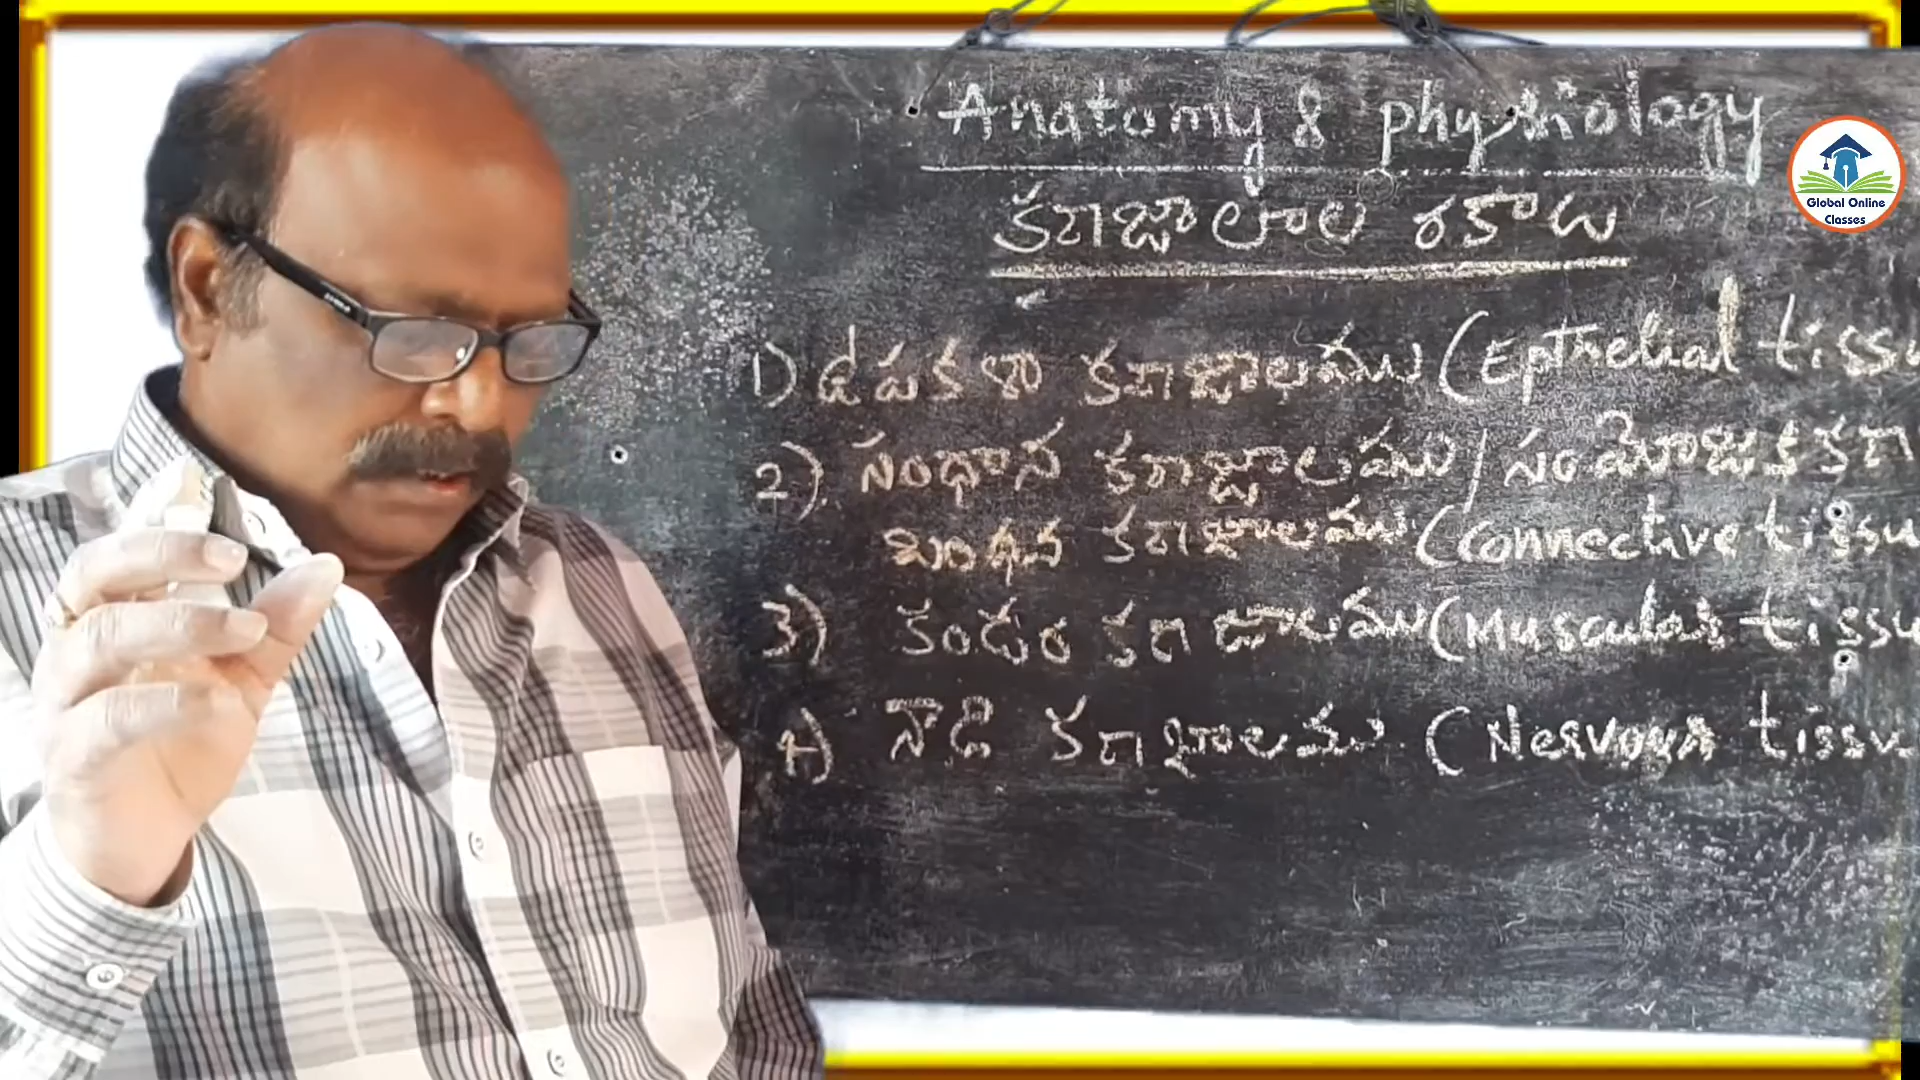 Anatomy & physiology
కణజాలాల రకాలు
Global Online
Classes
1) ఉపకళా కణజాలము (Epithelial tissu
2) సంధాన కణజాలము / సంయోజక కణ
బంధన కణజాలము (Connective tissu
3) కండర కణజాలము (Muscular tissu
4) నాడీ కణజాలము (Nervous tissu